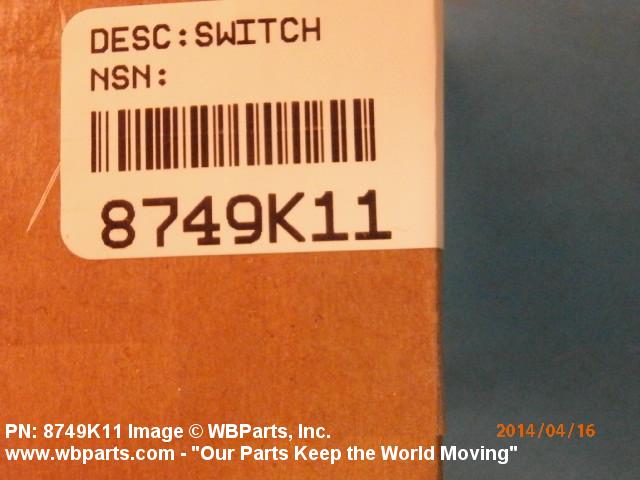 DESC:SWITCH
NSN:
8749K11
PN: 8749K11 Image © WBParts, Inc.
2014/04/16
www.wbparts.com - "Our Parts Keep the World Moving"